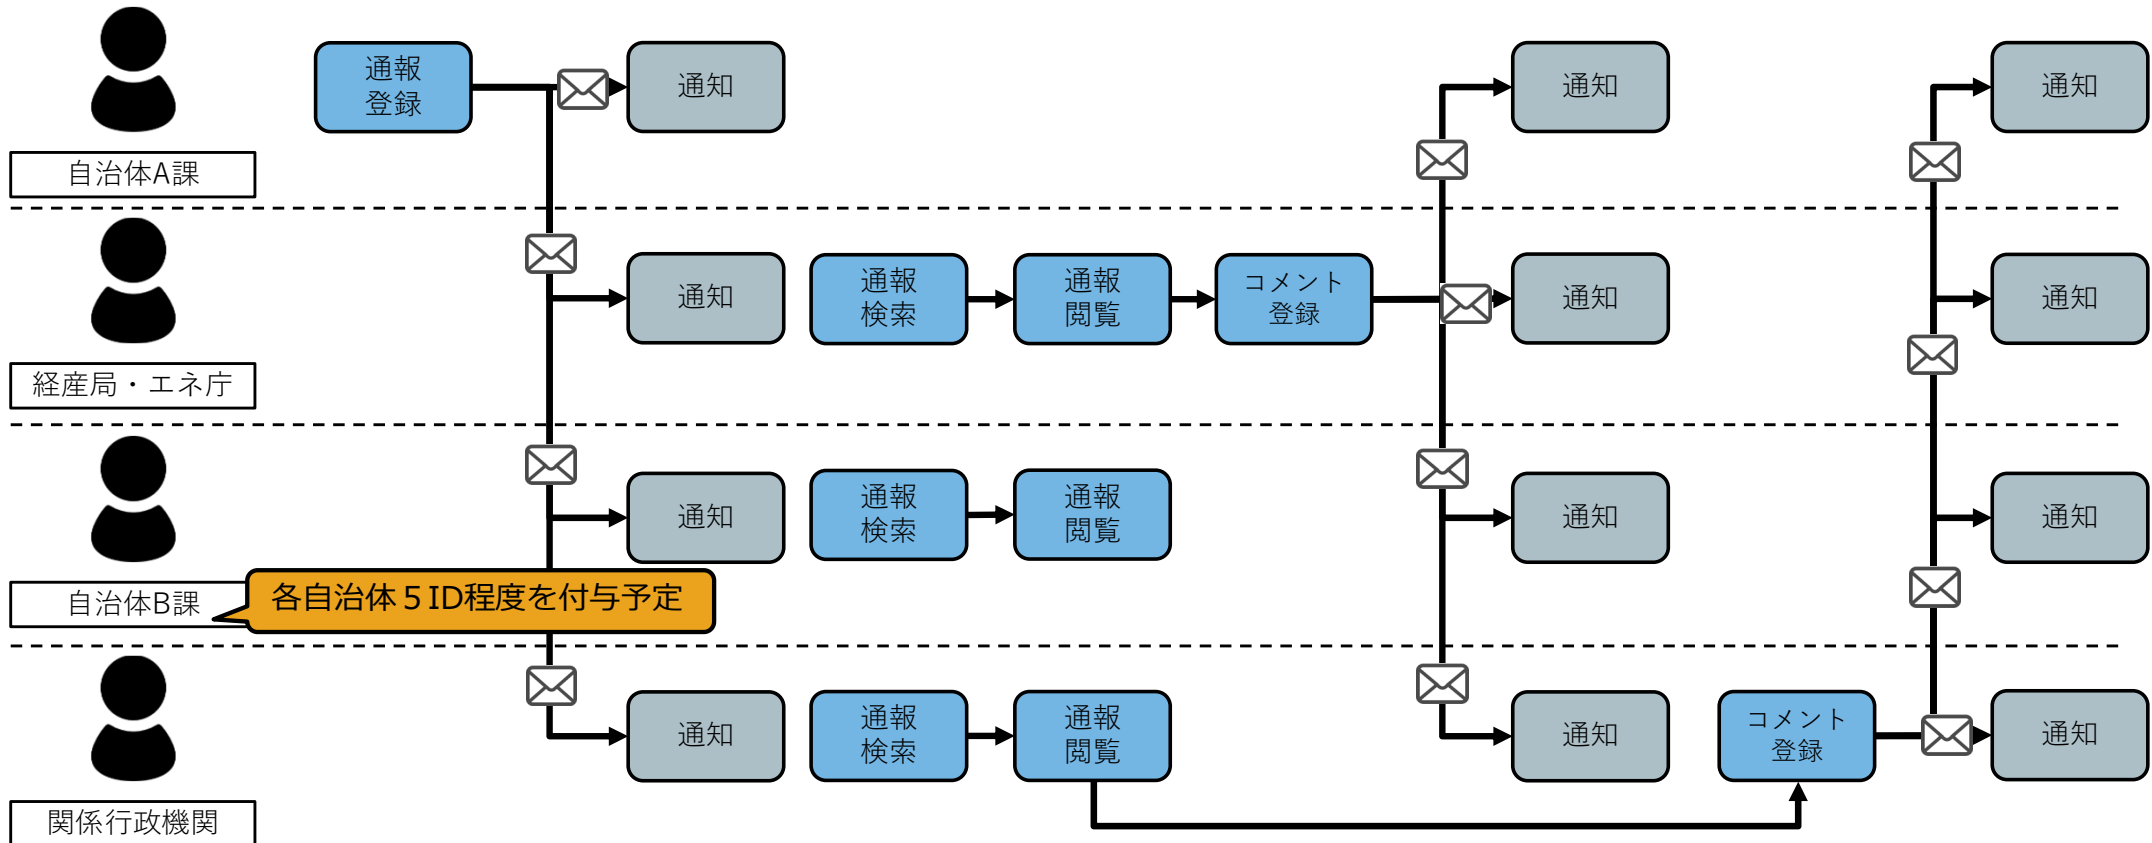 通報
登録
通知
通知
通知
自治体A課
通知
通報
検索
通報
閲覧
コメント
登録
通知
通知
経産局・エネ庁
通知
通報
検索
通報
閲覧
通知
通知
自治体B課
各自治体５ID程度を付与予定
通知
通報
検索
通報
閲覧
通知
コメント
登録
通知
関係行政機関